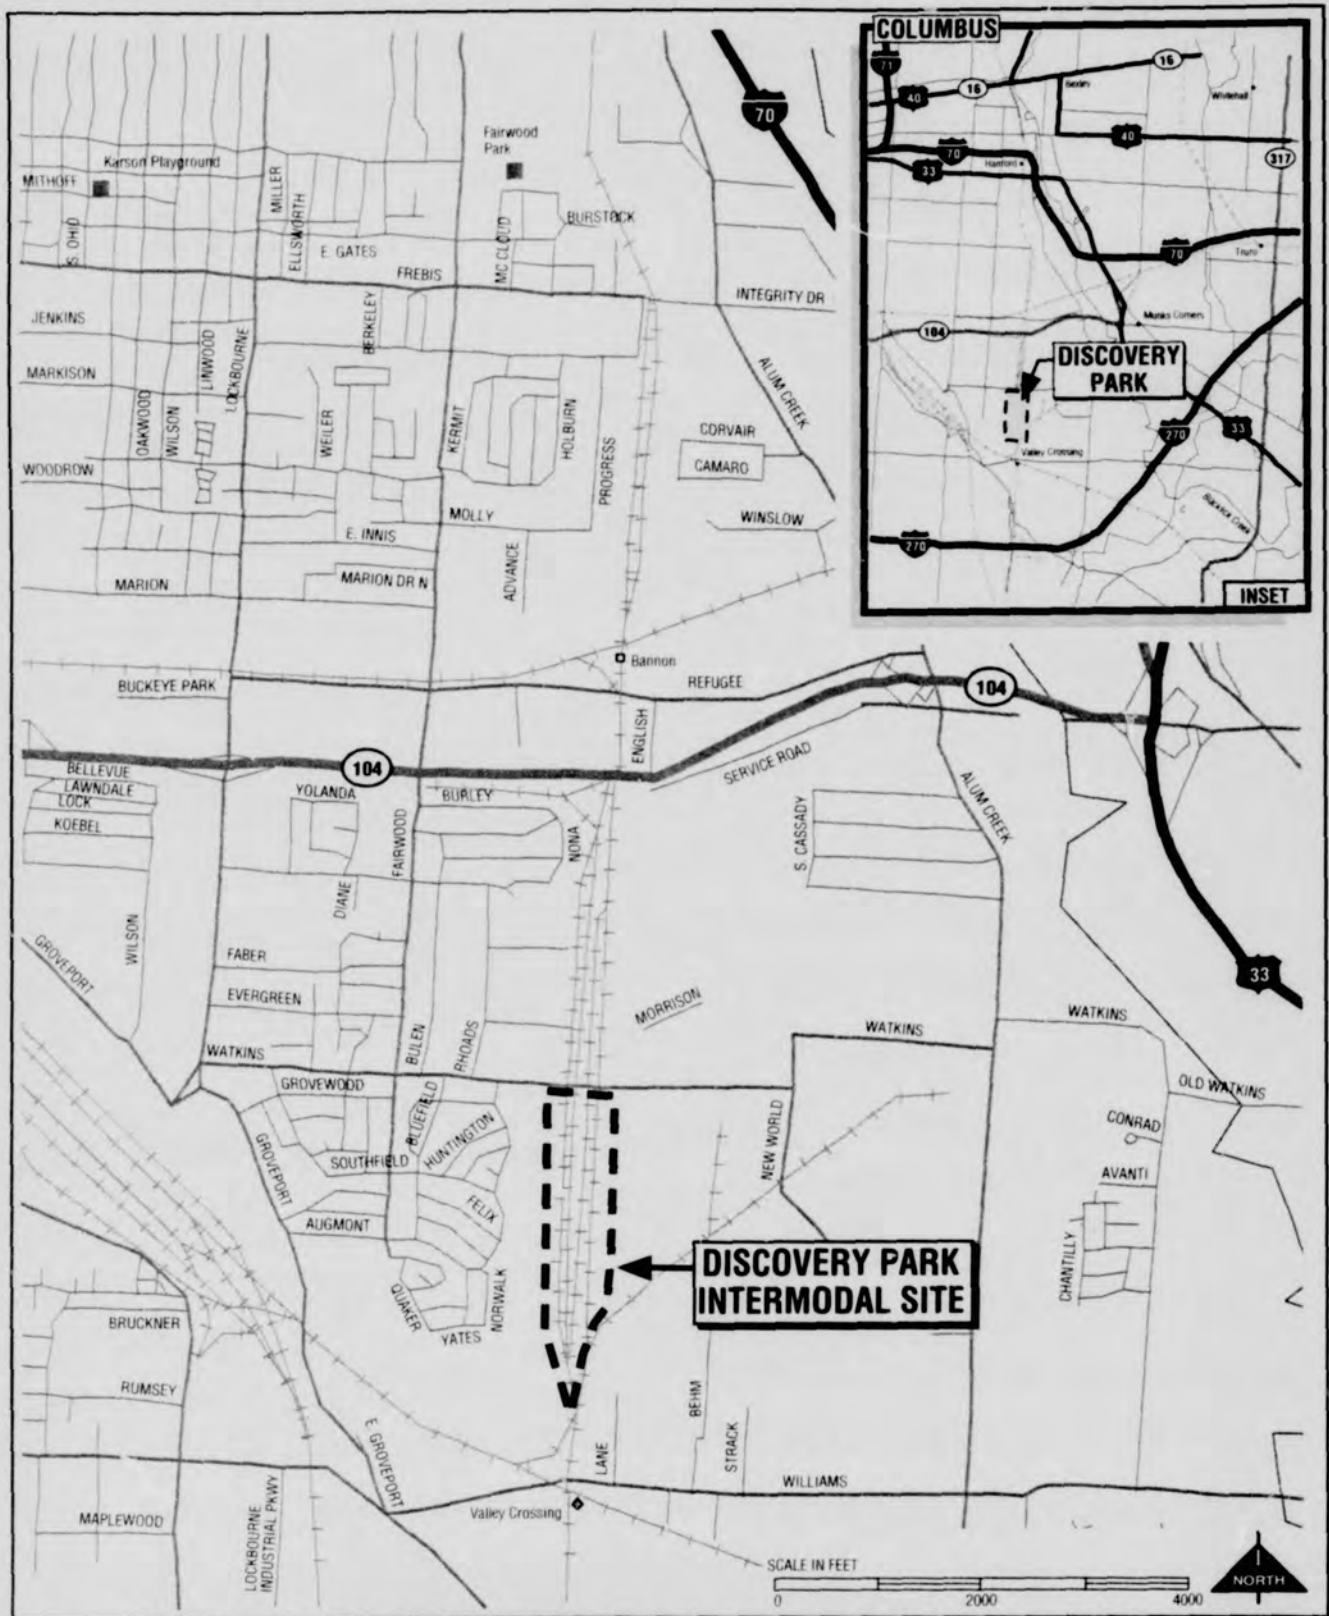 COLUMBUS
71
16
16
40
Bexley
Whitehall
40
70
Hanford
33
317
70
Truro
104
Munks Corners
DISCOVERY
PARK
33
270
Valley Crossing
Blacklick Creek
270
INSET
70
Fairwood
Park
Karson Playground
MITHOFF
MILLER
ELLSWORTH
S. OHIO
MC CLOUD
BURSTOCK
E. GATES
FREBIS
INTEGRITY DR
JENKINS
BERKELEY
LINWOOD
LOCKBOURNE
MARKISON
ALUM CREEK
OAKWOOD
WILSON
WEILER
KERMIT
HOLBURN
PROGRESS
CORVAIR
CAMARO
WOODROW
MOLLY
WINSLOW
E. INNIS
ADVANCE
MARION
MARION DR N
Bannon
BUCKEYE PARK
REFUGEE
104
ENGLISH
104
SERVICE ROAD
BELLEVUE
LAWNDALE
LOCK
KOEBEL
YOLANDA
BURLEY
FAIRWOOD
NONA
S. CASSADY
ALUM CREEK
DIANE
WILSON
GROVEPORT
FABER
EVERGREEN
33
MORRISON
BULEN
RHOADS
WATKINS
WATKINS
WATKINS
GROVEWOOD
BLUEFIELD
HUNTINGTON
OLD WATKINS
NEW WORLD
CONRAD
GROVEPORT
SOUTHFIELD
AVANTI
FELIX
AUGMONT
CHANTILLY
DISCOVERY PARK
INTERMODAL SITE
QUAKER
NORWALK
YATES
BRUCKNER
RUMSEY
BEHM
E. GROVEPORT
LANE
STRACK
WILLIAMS
Valley Crossing
MAPLEWOOD
LOCKBOURNE
INDUSTRIAL PKWY
SCALE IN FEET
0 2000 4000
NORTH